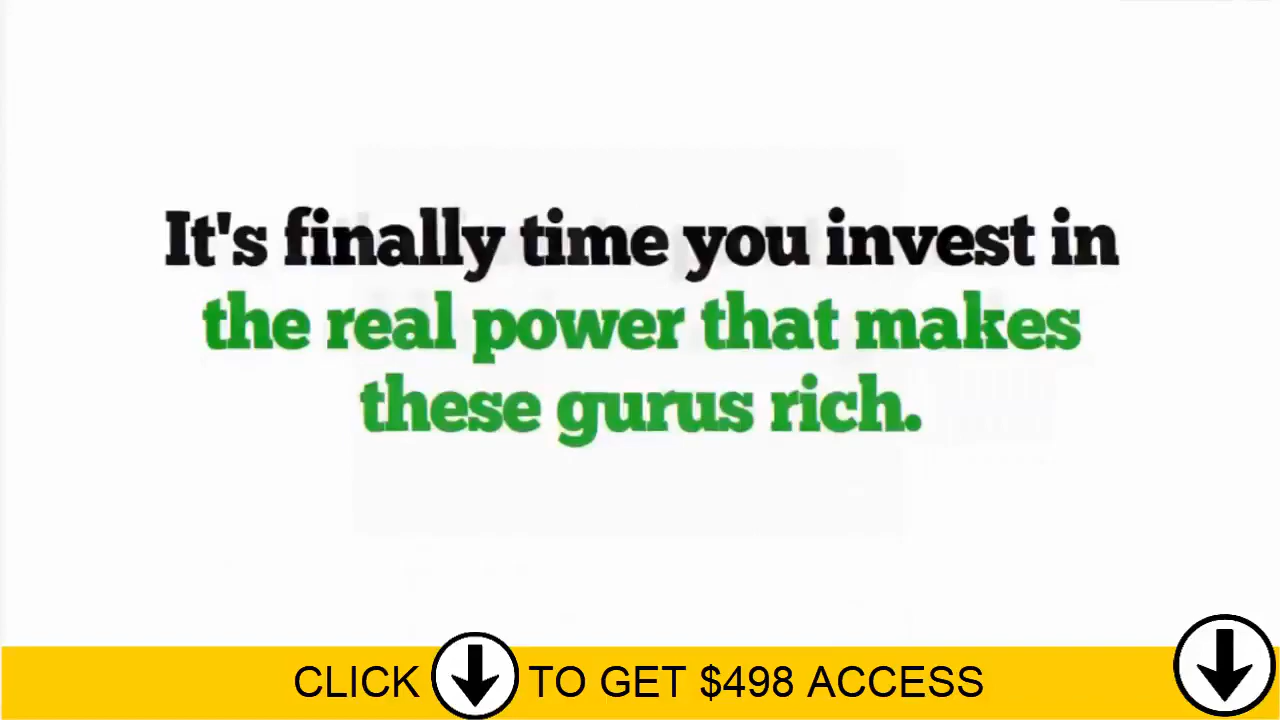 It's finally time you invest in
the real power that makes
these gurus rich.
CLICK TO GET $498 ACCESS